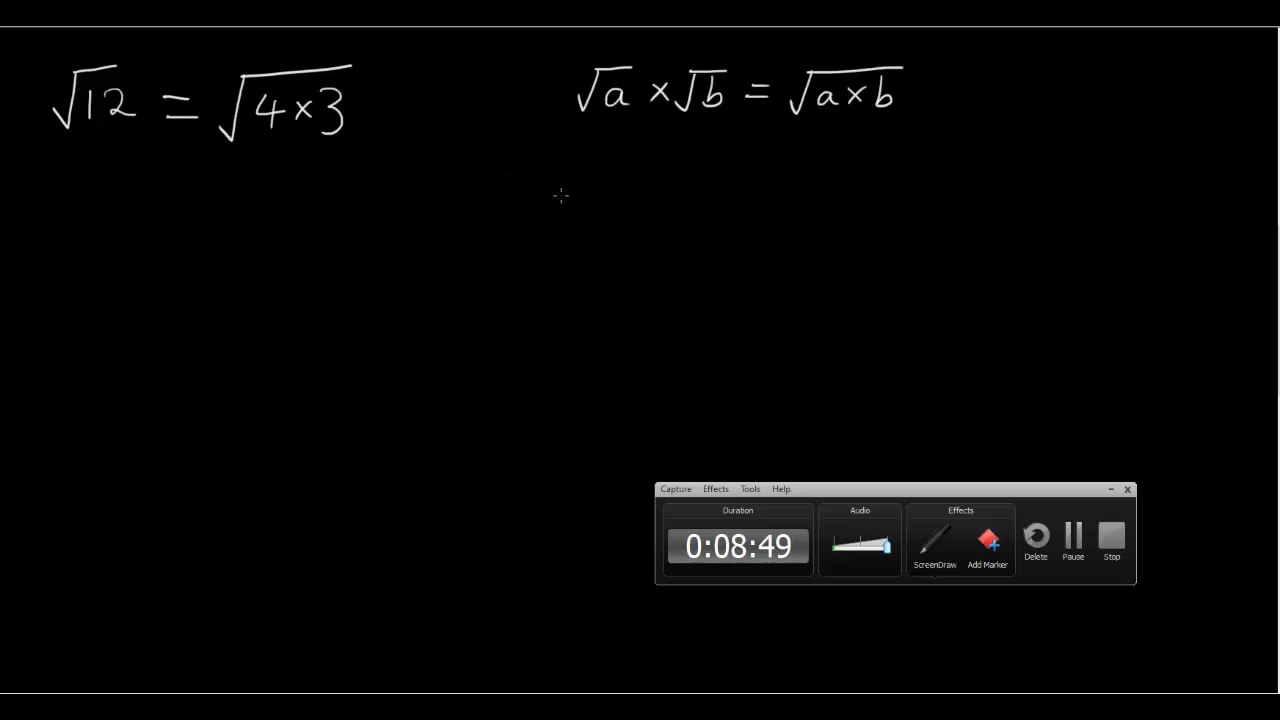 √12 = √4×3
√a × √b = √a×b
Capture Effects Tools Help
Duration Audio Effects
0:08:49
ScreenDraw Add Marker Delete Pause Stop